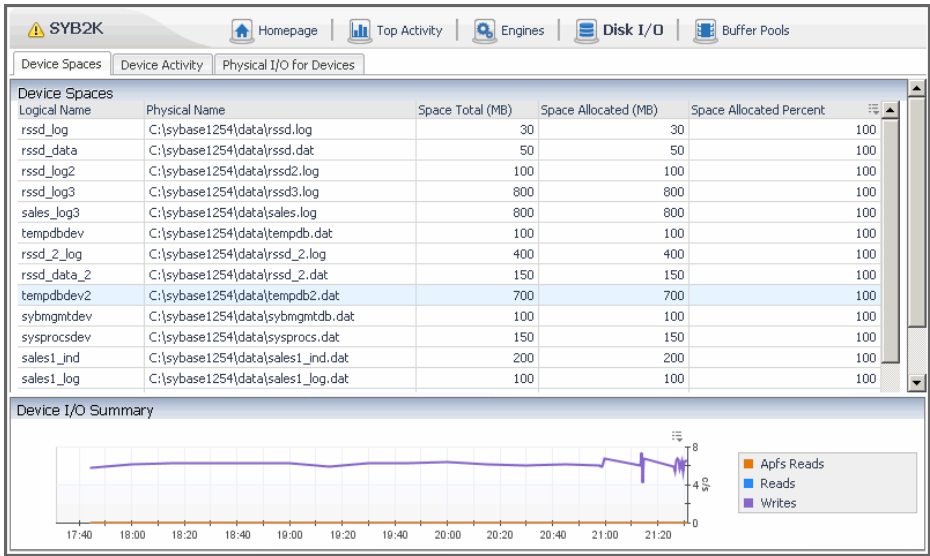 SYB2K Homepage Top Activity Engines Disk I/O Buffer Pools
Device Spaces Device Activity Physical I/O for Devices
Device Spaces
Logical Name Physical Name Space Total (MB) Space Allocated (MB) Space Allocated Percent
rssd_log C:\sybase1254\data\rssd.log 30 30 100
rssd_data C:\sybase1254\data\rssd.dat 50 50 100
rssd_log2 C:\sybase1254\data\rssd2.log 100 100 100
rssd_log3 C:\sybase1254\data\rssd3.log 800 800 100
sales_log3 C:\sybase1254\data\sales.log 800 800 100
tempdbdev C:\sybase1254\data\tempdb.dat 100 100 100
rssd_2_log C:\sybase1254\data\rssd_2.log 400 400 100
rssd_data_2 C:\sybase1254\data\rssd_2.dat 150 150 100
tempdbdev2 C:\sybase1254\data\tempdb2.dat 700 700 100
sybmgmtdev C:\sybase1254\data\sybmgmtdb.dat 100 100 100
sysprocsdev C:\sybase1254\data\sysprocs.dat 150 150 100
sales1_ind C:\sybase1254\data\sales1_ind.dat 200 200 100
sales1_log C:\sybase1254\data\sales1_log.dat 100 100 100
Device I/O Summary
8
4
0
c/s
Apfs Reads
Reads
Writes
17:40 18:00 18:20 18:40 19:00 19:20 19:40 20:00 20:20 20:40 21:00 21:20